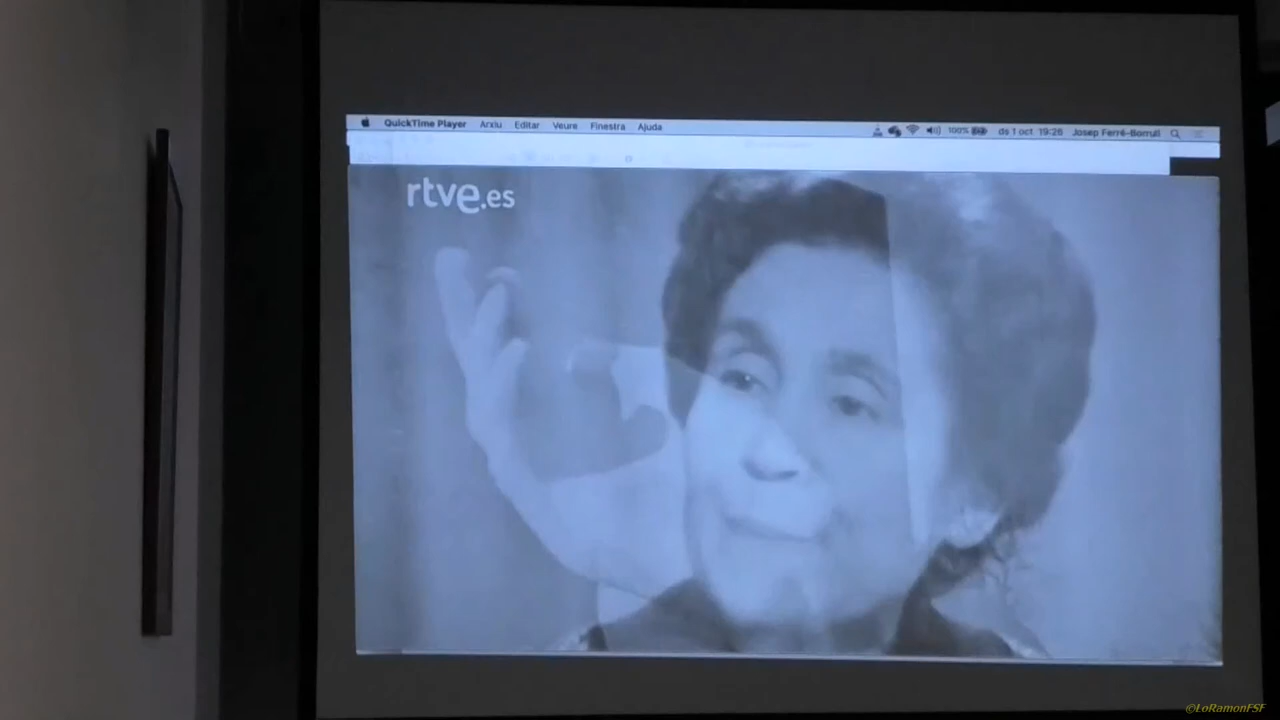 QuickTime Player Arxiu Editar Veure Finestra Ajuda 100% ds 1 oct 19:26 Josep Ferré-Borrull
rtve.es
©LoRamonFSF